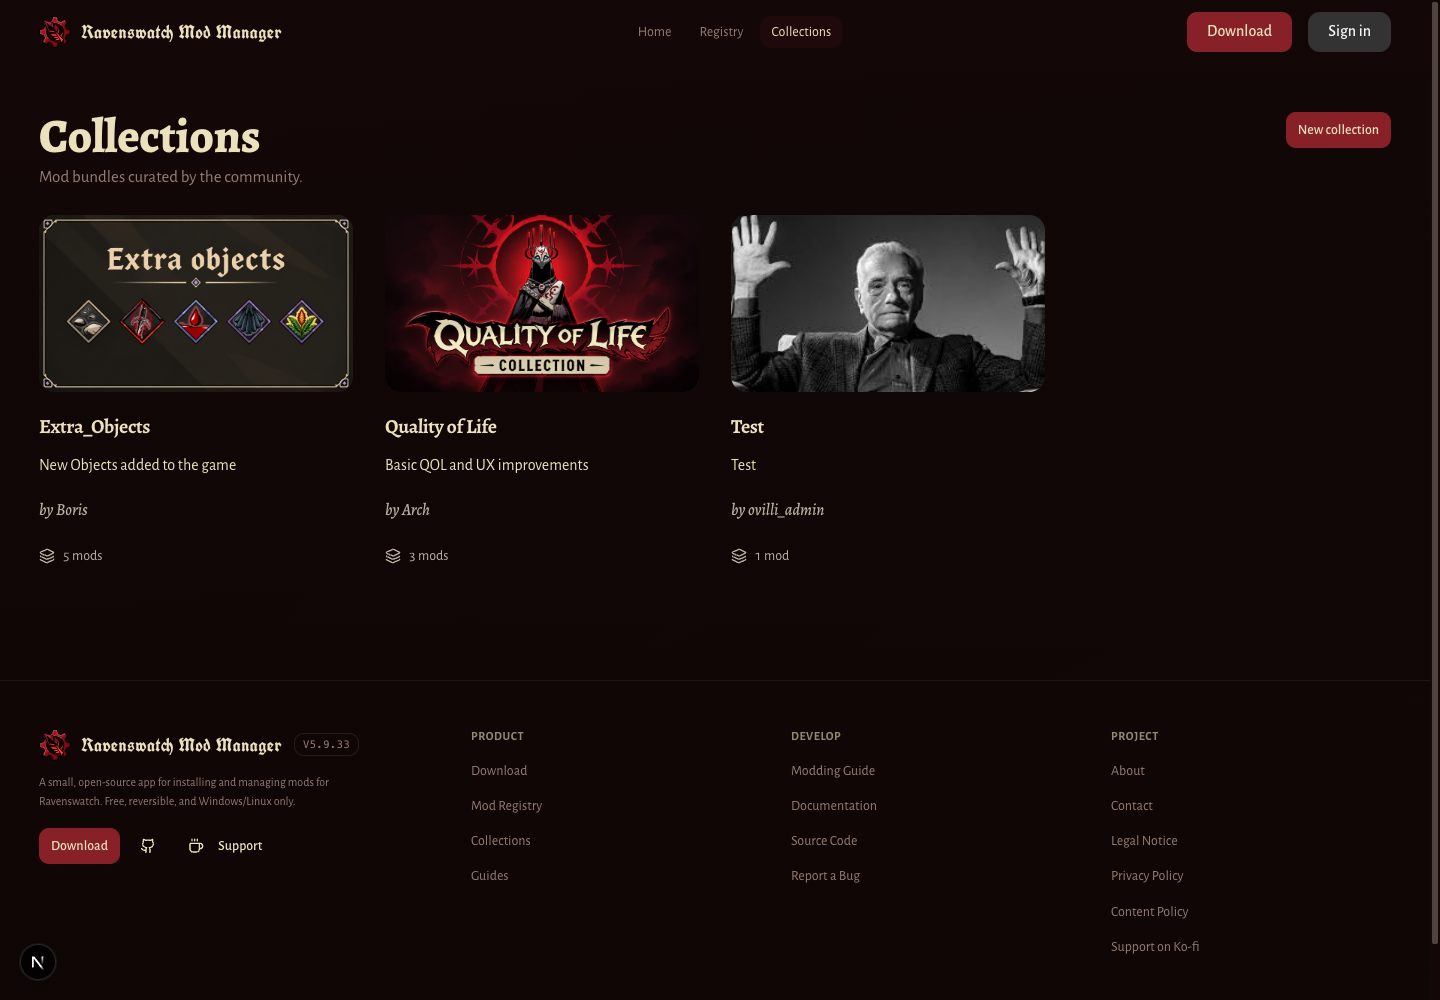 Ravenswatch Mod Manager
Home
Registry
Collections
Download
Sign in
Collections
New collection
Mod bundles curated by the community.
Extra objects
QUALITY OF LIFE
COLLECTION
Extra_Objects
Quality of Life
Test
New Objects added to the game
Basic QOL and UX improvements
Test
by Boris
by Arch
by ovilli_admin
5 mods
3 mods
1 mod
Ravenswatch Mod Manager
V5.9.33
A small, open-source app for installing and managing mods for
Ravenswatch. Free, reversible, and Windows/Linux only.
Download
Support
PRODUCT
Download
Mod Registry
Collections
Guides
DEVELOP
Modding Guide
Documentation
Source Code
Report a Bug
PROJECT
About
Contact
Legal Notice
Privacy Policy
Content Policy
Support on Ko-fi
N